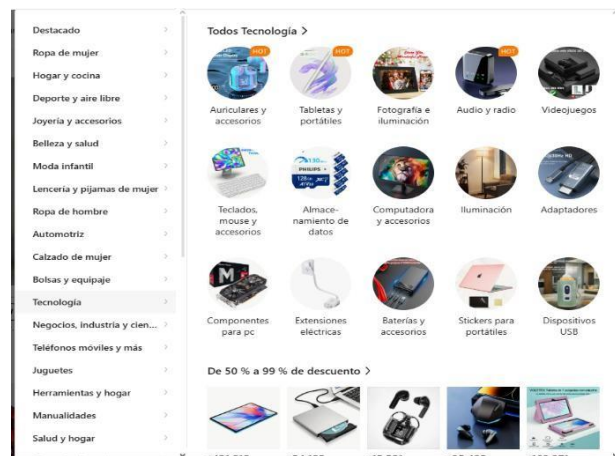 Destacado
Ropa de mujer
Hogar y cocina
Deporte y aire libre
Joyería y accesorios
Belleza y salud
Moda infantil
Lencería y pijamas de mujer
Ropa de hombre
Automotriz
Calzado de mujer
Bolsas y equipaje
Tecnología
Negocios, industria y cien...
Teléfonos móviles y más
Juguetes
Herramientas y hogar
Manualidades
Salud y hogar
Todos Tecnología >
HOT
HOT
HOT
Auriculares y
accesorios
Tabletas y
portátiles
Fotografía e
iluminación
Audio y radio
Videojuegos
PHILIPS
Teclados,
mouse y
accesorios
Almace-
namiento de
datos
Computadora
y accesorios
Iluminación
Adaptadores
Componentes
para pc
Extensiones
eléctricas
Baterías y
accesorios
Stickers para
portátiles
Dispositivos
USB
De 50 % a 99 % de descuento >